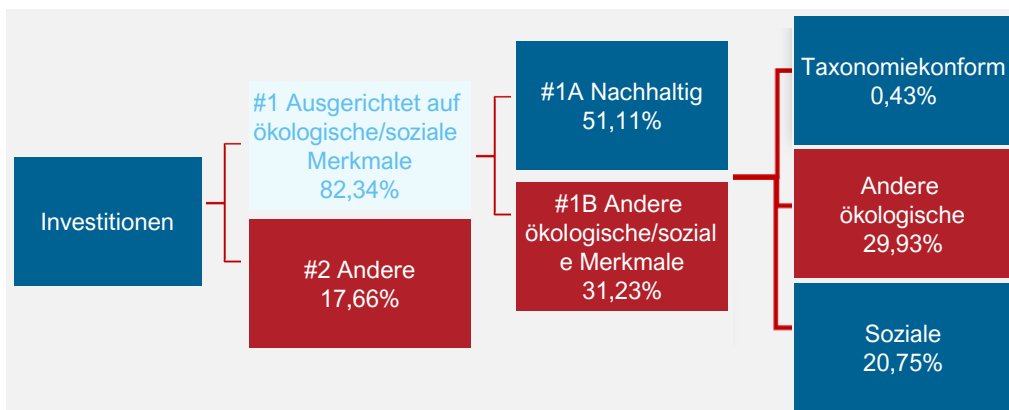 Investitionen
#1 Ausgerichtet auf
ökologische/soziale
Merkmale
82,34%
#2 Andere
17,66%
#1A Nachhaltig
51,11%
#1B Andere
ökologische/sozial
e Merkmale
31,23%
Taxonomiekonform
0,43%
Andere
ökologische
29,93%
Soziale
20,75%